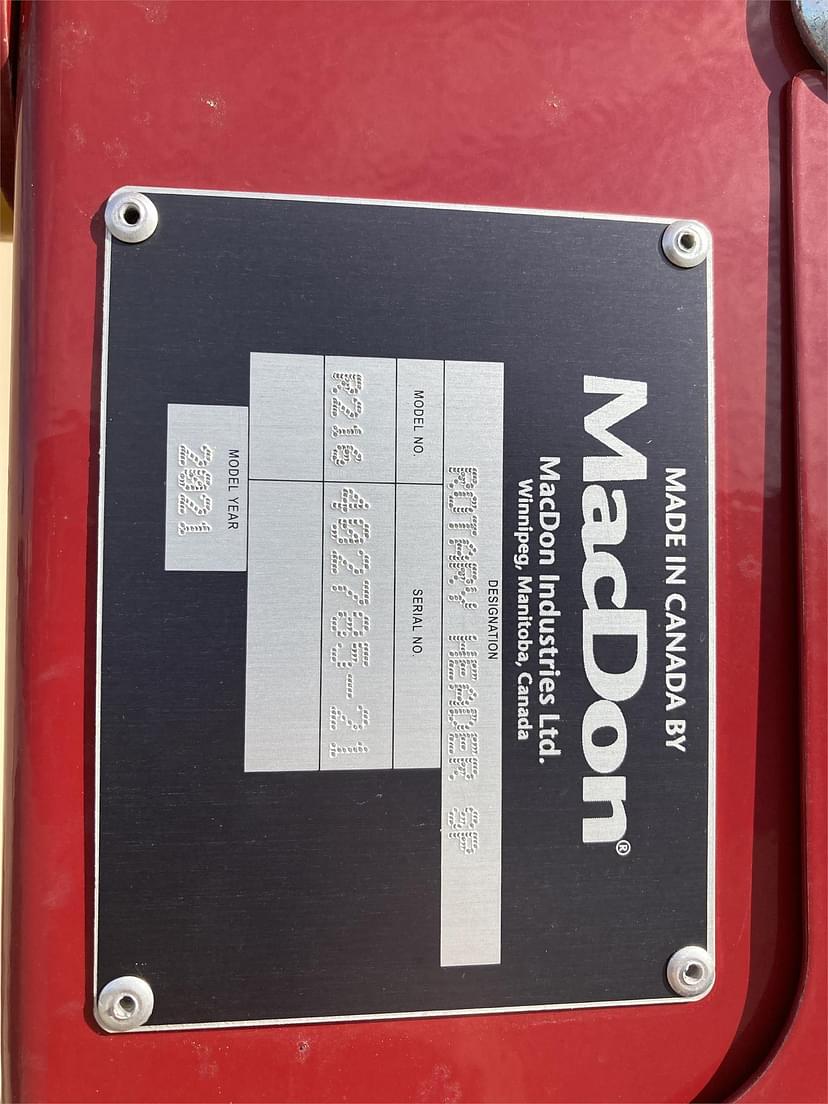 MADE IN CANADA BY
MacDon®
MacDon Industries Ltd.
Winnipeg, Manitoba, Canada
DESIGNATION
ROTARY HEADER SP
MODEL NO. SERIAL NO.
R216 402785-21
MODEL YEAR
2021